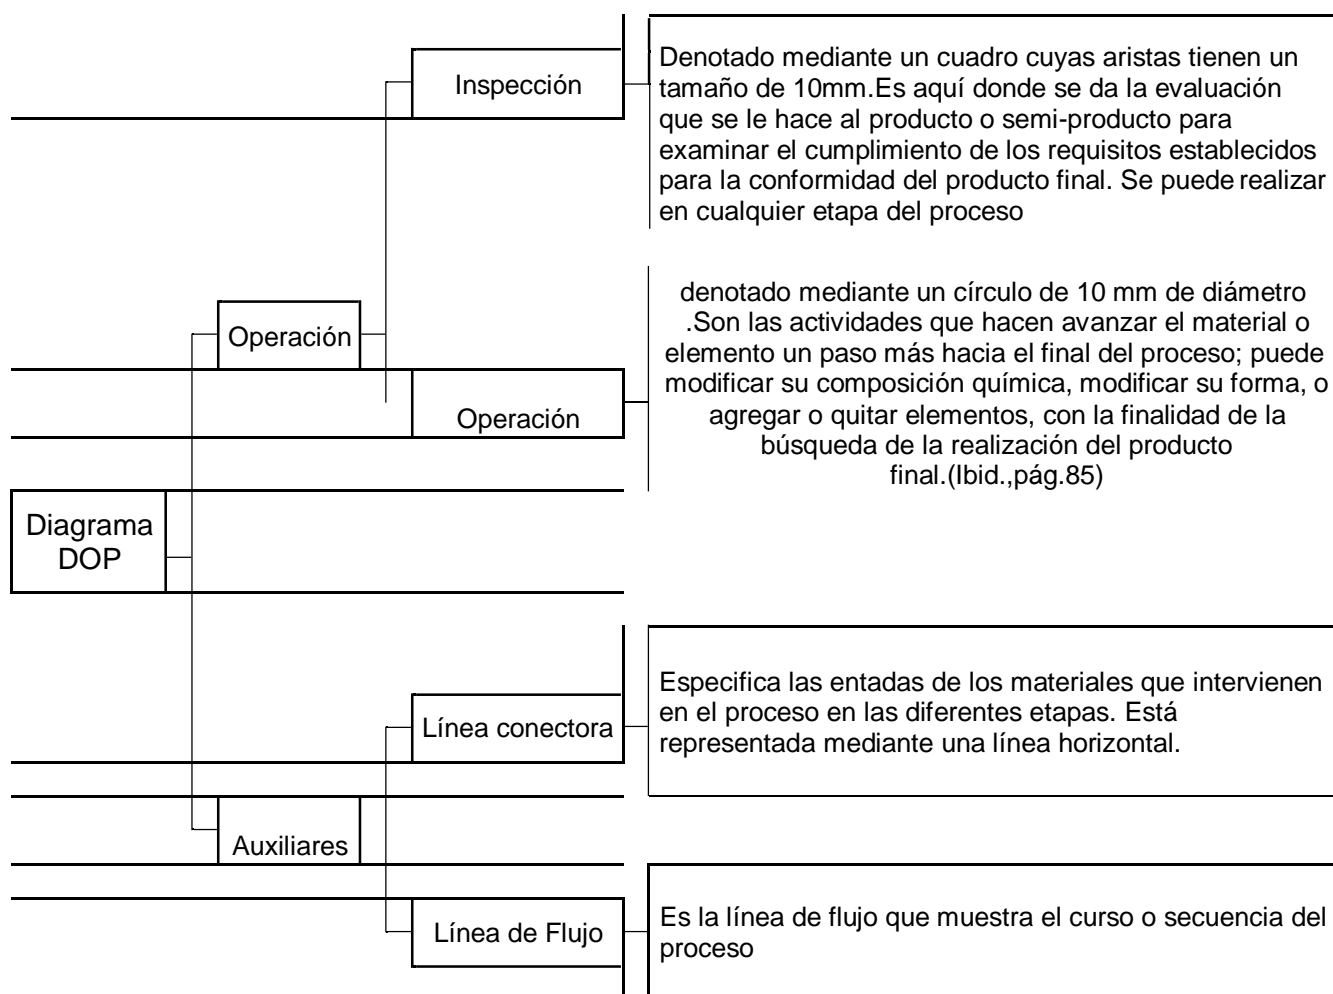 Inspección
Denotado mediante un cuadro cuyas aristas tienen un
tamaño de 10mm.Es aquí donde se da la evaluación
que se le hace al producto o semi-producto para
examinar el cumplimiento de los requisitos establecidos
para la conformidad del producto final. Se puede realizar
en cualquier etapa del proceso
Operación
denotado mediante un círculo de 10 mm de diámetro
.Son las actividades que hacen avanzar el material o
elemento un paso más hacia el final del proceso; puede
modificar su composición química, modificar su forma, o
agregar o quitar elementos, con la finalidad de la
búsqueda de la realización del producto
final.(Ibid.,pág.85)
Operación
Diagrama
DOP
Línea conectora
Especifica las entadas de los materiales que intervienen
en el proceso en las diferentes etapas. Está
representada mediante una línea horizontal.
Auxiliares
Línea de Flujo
Es la línea de flujo que muestra el curso o secuencia del
proceso